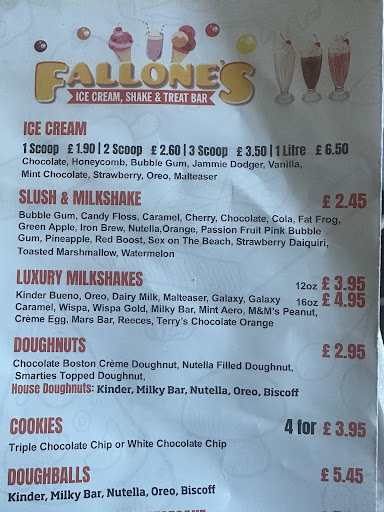 FALLONE'S
ICE CREAM, SHAKE & TREAT BAR
ICE CREAM
1 Scoop £ 1.90 | 2 Scoop £ 2.60 | 3 Scoop £ 3.50 | 1 Litre £ 6.50
Chocolate, Honeycomb, Bubble Gum, Jammie Dodger, Vanilla,
Mint Chocolate, Strawberry, Oreo, Malteaser
SLUSH & MILKSHAKE £ 2.45
Bubble Gum, Candy Floss, Caramel, Cherry, Chocolate, Cola, Fat Frog,
Green Apple, Iron Brew, Nutella,Orange, Passion Fruit Pink Bubble
Gum, Pineapple, Red Boost, Sex on The Beach, Strawberry Daiquiri,
Toasted Marshmallow, Watermelon
LUXURY MILKSHAKES 12oz £ 3.95
Kinder Bueno, Oreo, Dairy Milk, Malteaser, Galaxy, Galaxy 16oz £ 4.95
Caramel, Wispa, Wispa Gold, Milky Bar, Mint Aero, M&M's Peanut,
Crème Egg, Mars Bar, Reeces, Terry's Chocolate Orange
DOUGHNUTS £ 2.95
Chocolate Boston Crème Doughnut, Nutella Filled Doughnut,
Smarties Topped Doughnut,
House Doughnuts: Kinder, Milky Bar, Nutella, Oreo, Biscoff
COOKIES 4 for £ 3.95
Triple Chocolate Chip or White Chocolate Chip
DOUGHBALLS £ 5.45
Kinder, Milky Bar, Nutella, Oreo, Biscoff